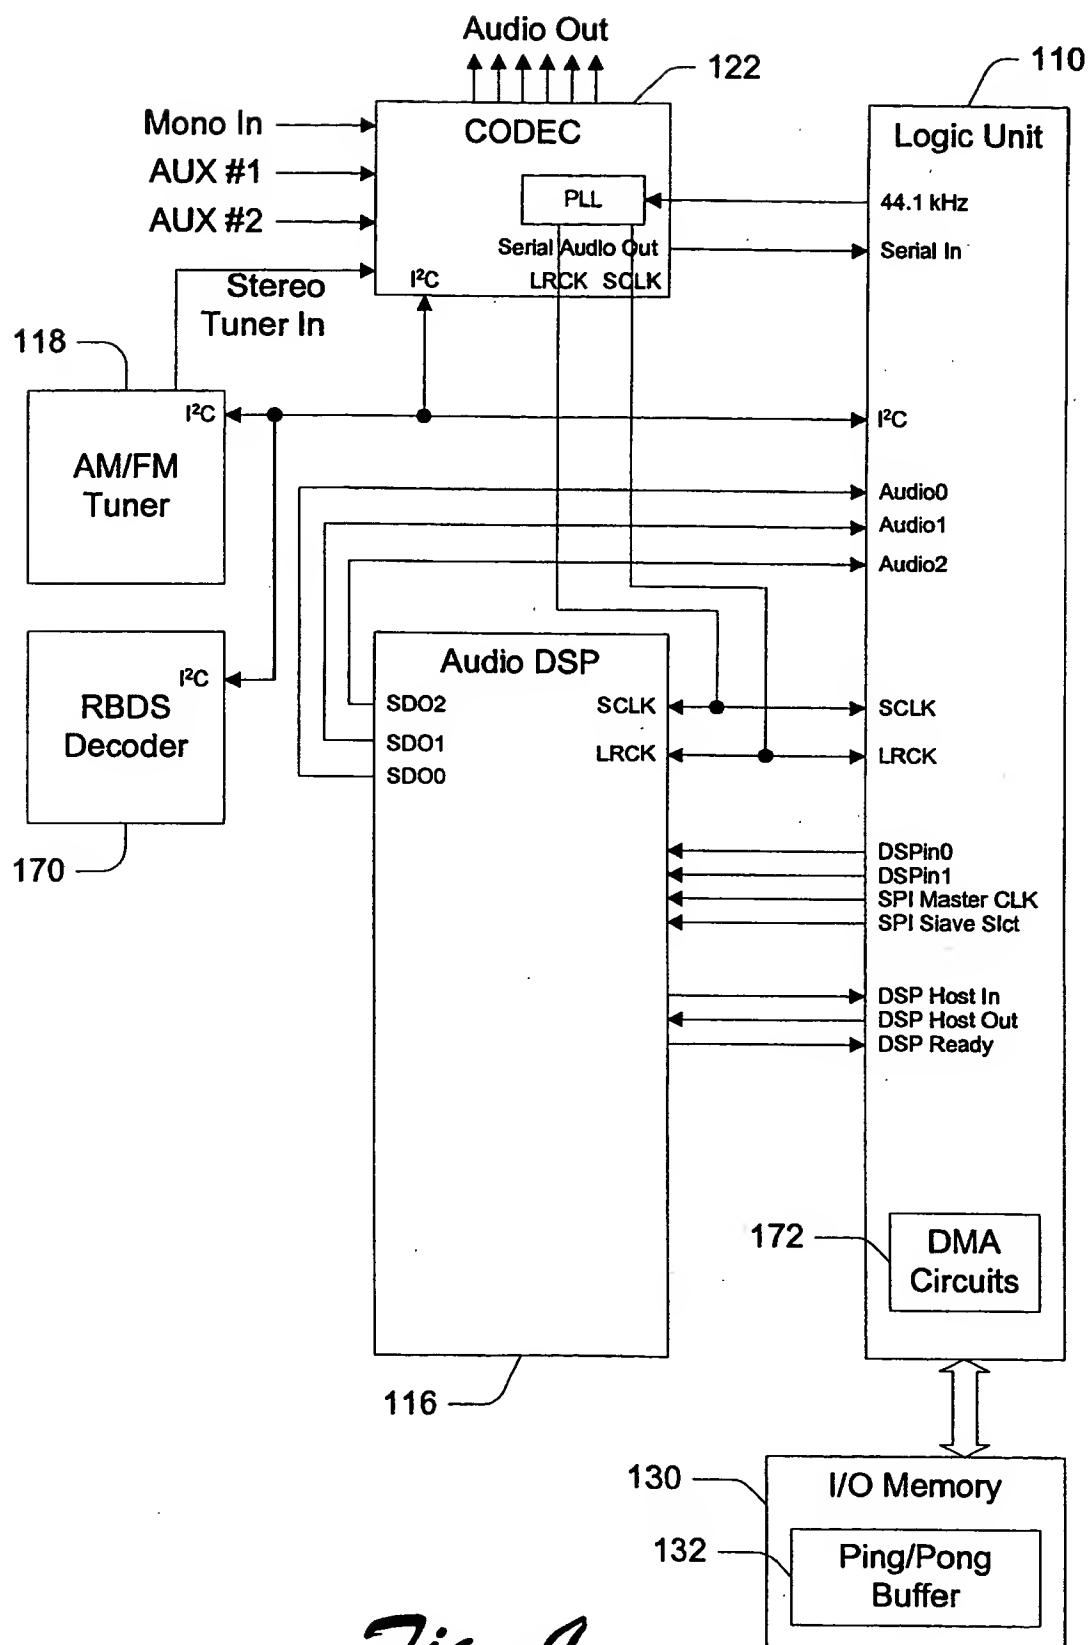 Audio Out
122
110
Mono In
AUX #1
AUX #2
CODEC
PLL
Serial Audio Out
I²C
LRCK SCLK
Logic Unit
44.1 kHz
Serial In
Stereo
Tuner In
118
I²C
AM/FM
Tuner
I²C
Audio0
Audio1
Audio2
I²C
RBDS
Decoder
170
Audio DSP
SDO2
SDO1
SDO0
SCLK
LRCK
SCLK
LRCK
DSPin0
DSPin1
SPI Master CLK
SPI Slave Slct
DSP Host In
DSP Host Out
DSP Ready
172
DMA
Circuits
116
130
I/O Memory
132
Ping/Pong
Buffer